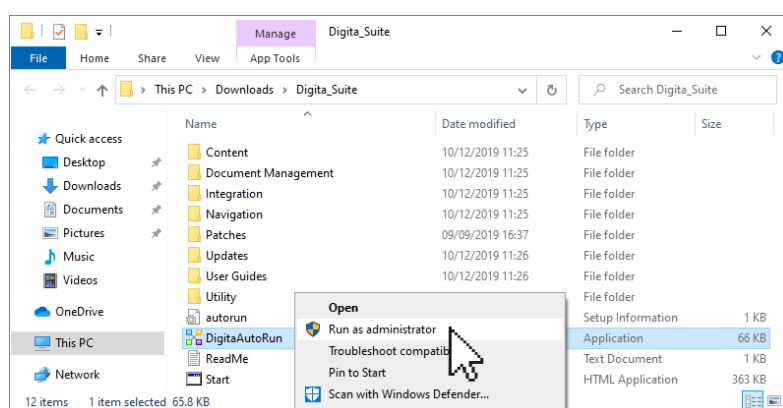 Manage Digita_Suite
File Home Share View App Tools
This PC > Downloads > Digita_Suite Search Digita_Suite
Name Date modified Type Size
Quick access
Desktop
Downloads
Documents
Pictures
Music
Videos
OneDrive
This PC
Network
Content 10/12/2019 11:25 File folder
Document Management 10/12/2019 11:25 File folder
Integration 10/12/2019 11:25 File folder
Navigation 10/12/2019 11:25 File folder
Patches 09/09/2019 16:37 File folder
Updates 10/12/2019 11:26 File folder
User Guides 10/12/2019 11:26 File folder
Utility File folder
autorun Setup Information 1 KB
DigitaAutoRun Application 66 KB
ReadMe Text Document 1 KB
Start HTML Application 363 KB
Open
Run as administrator
Troubleshoot compatib
Pin to Start
Scan with Windows Defender...
12 items 1 item selected 65.8 KB